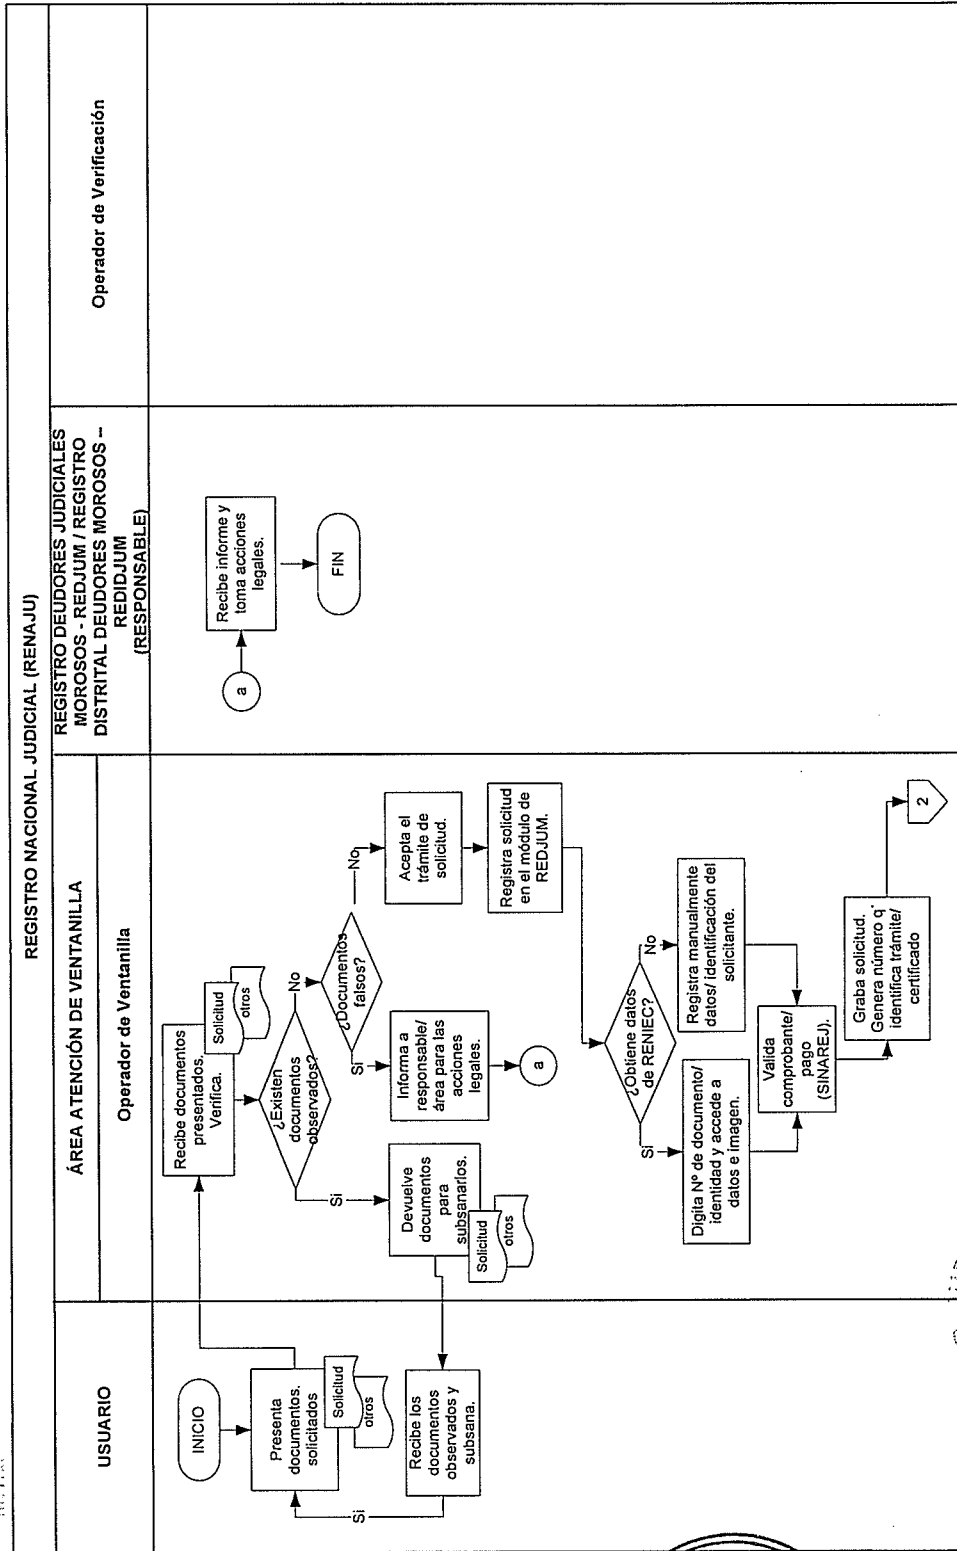 REGISTRO NACIONAL JUDICIAL (RENAJU)
USUARIO
ÁREA ATENCIÓN DE VENTANILLA
Operador de Ventanilla
REGISTRO DEUDORES JUDICIALES
MOROSOS - REDJUM / REGISTRO
DISTRITAL DEUDORES MOROSOS –
REDIDJUM
(RESPONSABLE)
Operador de Verificación
INICIO
Presenta
documentos.
solicitados
Solicitud
otros
Recibe los
documentos
observados y
subsana.
Si
Recibe documentos
presentados.
Verifica.
Solicitud
otros
¿Existen
documentos
observados?
Si
No
Devuelve
documentos
para
subsanarlos.
Solicitud
otros
¿Documentos
falsos?
Si
No
Informa a
responsable/
área para las
acciones
legales.
a
Acepta el
trámite de
solicitud.
Registra solicitud
en el módulo de
REDJUM.
¿Obtiene datos
de RENIEC?
Si
No
Digita Nº de documento/
identidad y accede a
datos e imagen.
Registra manualmente
datos/ identificación del
solicitante.
Valida
comprobante/
pago
(SINAREJ).
Graba solicitud.
Genera número q'
identifica trámite/
certificado
2
a
Recibe informe y
toma acciones
legales.
FIN